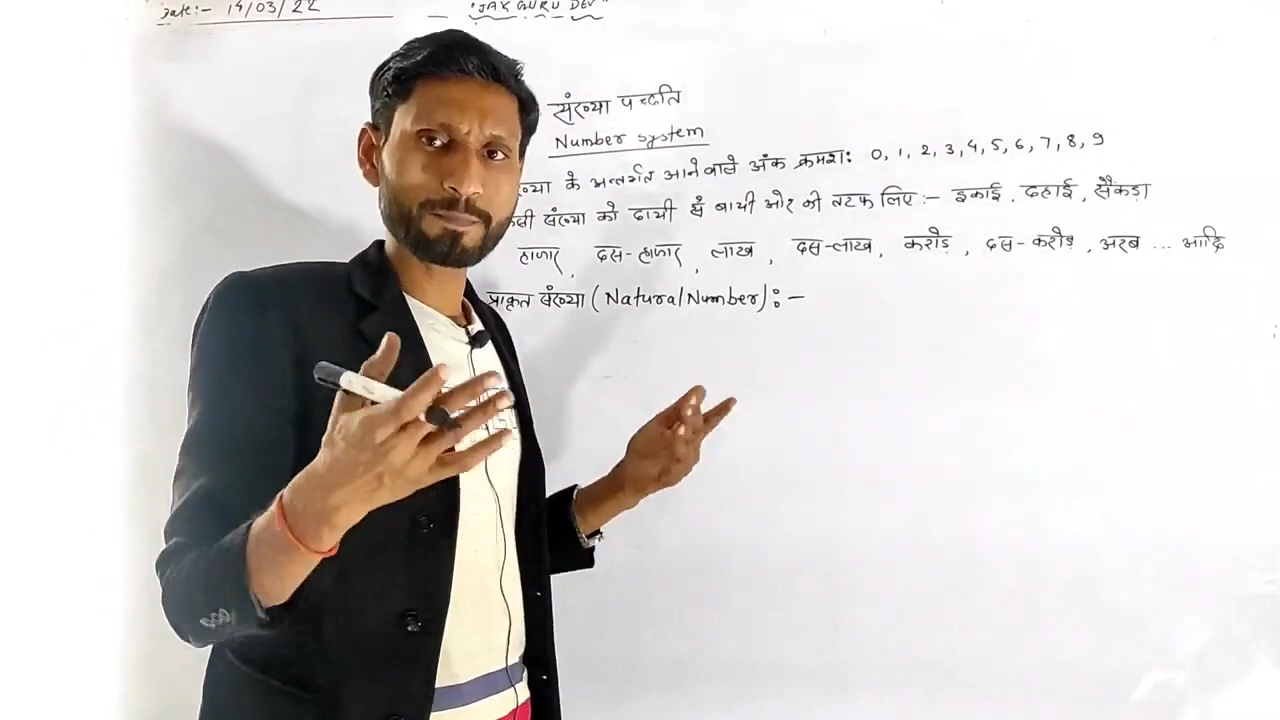 Date:- 14/03/22 - "JAY GURU DEV"
संख्या पद्धति
Number system
ख्या के अन्तर्गत आनेवाले अंक क्रमशः 0, 1, 2, 3, 4, 5, 6, 7, 8, 9
संख्या को दायी से बायी ओर की तरफ लिए:- इकाई, दहाई, सैंकड़ा
हाजार, दस-हाजार, लाख, दस-लाख, करोड़, दस-करोड़, अरब ... आदि
प्राकृत संख्या (Natural Number):-